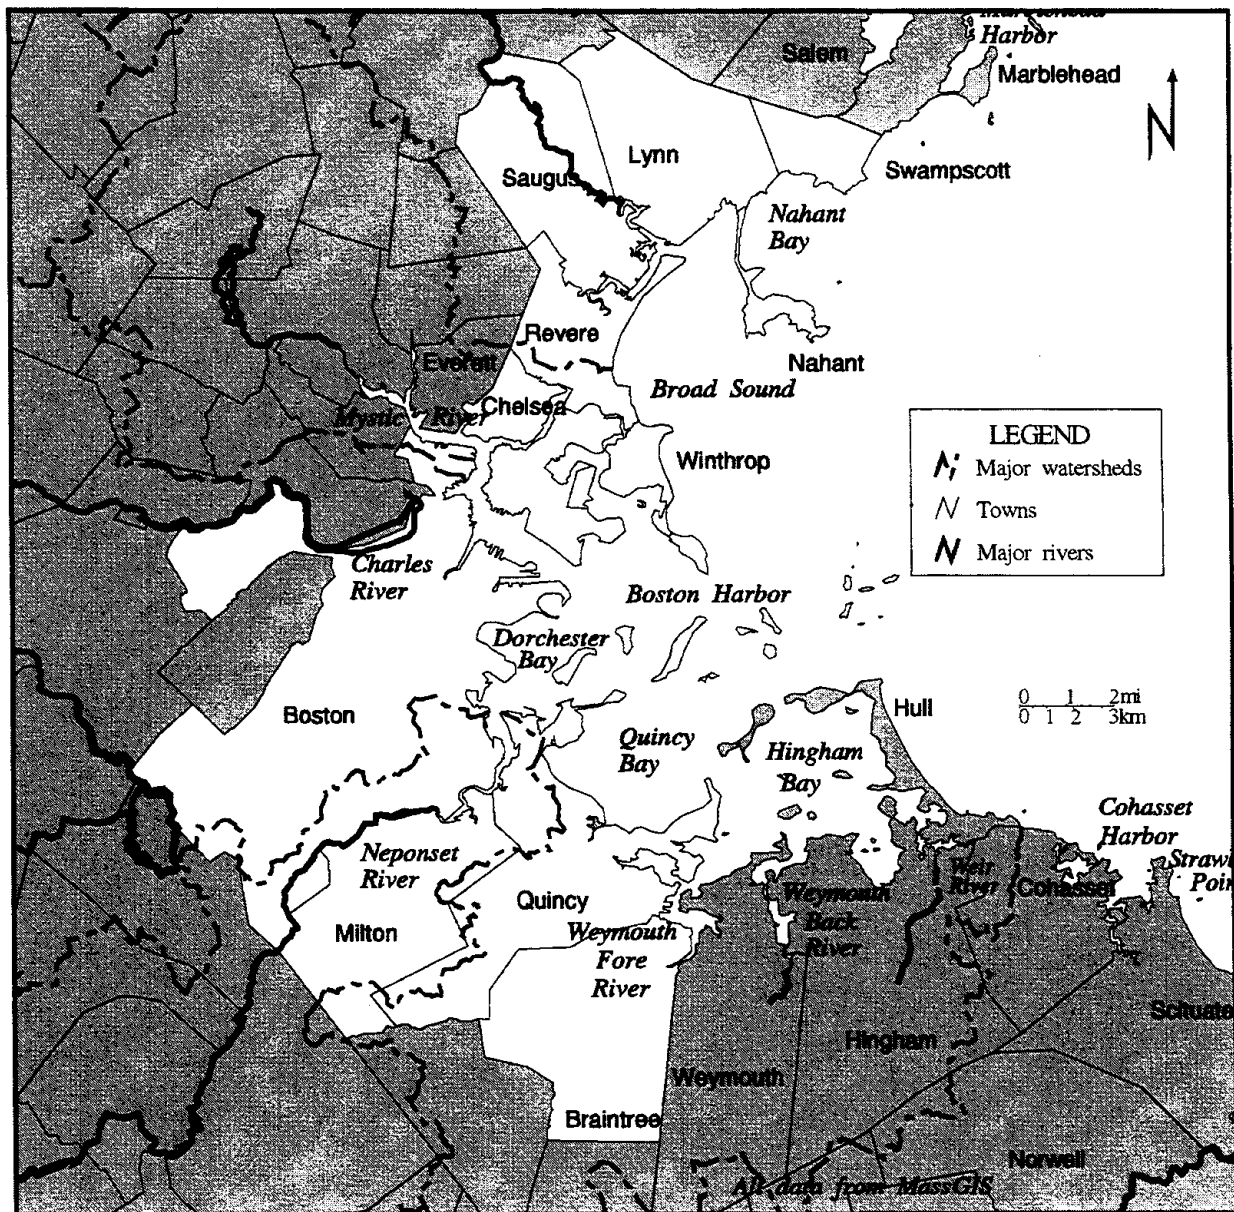 Harbor
Salem
Marblehead
N
Lynn
Saugus
Swampscott
Nahant
Bay
Revere
Everett
Nahant
Broad Sound
Chelsea
Mystic River
LEGEND
Major watersheds
Towns
Major rivers
Winthrop
Charles
River
Boston Harbor
Dorchester
Bay
Boston
Hull
0 1 2mi
0 1 2 3km
Quincy
Bay
Hingham
Bay
Cohasset
Harbor
Neponset
River
Weir
River
Cohasset
Quincy
Milton
Weymouth
Fore
River
Weymouth
Back
River
Scituate
Hingham
Weymouth
Braintree
Norwell
All data from MassGIS